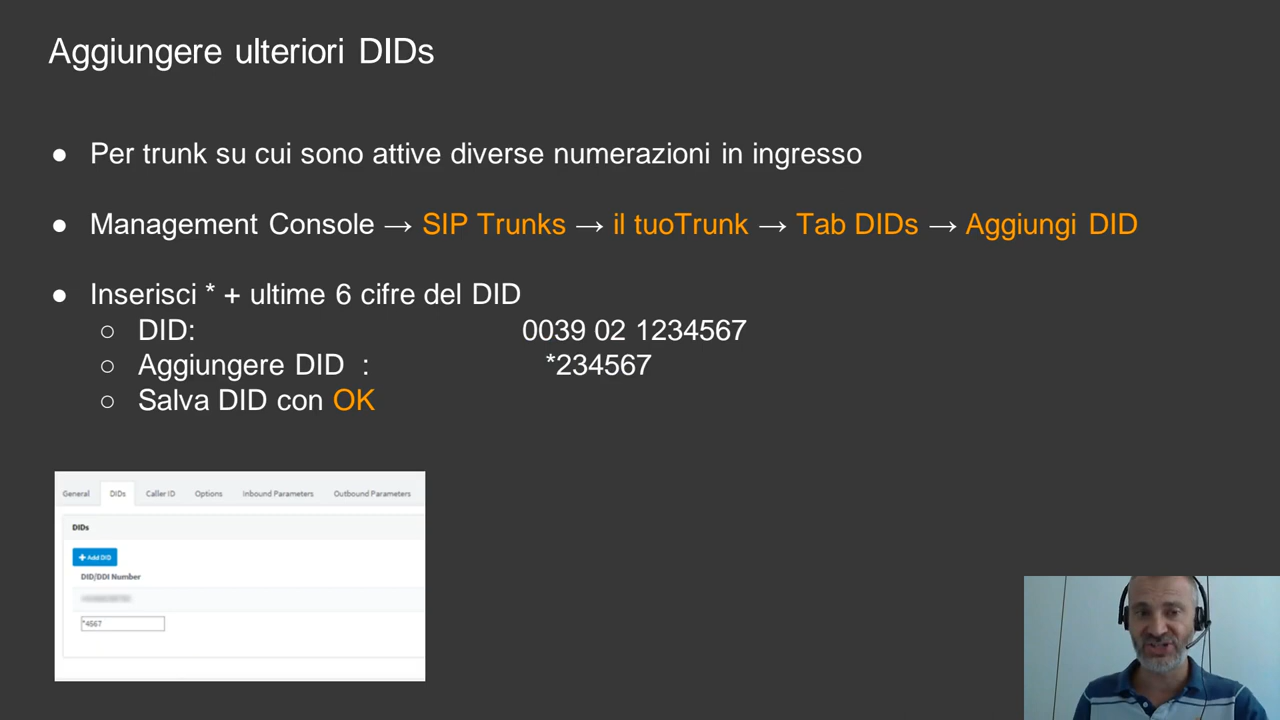 Aggiungere ulteriori DIDs
● Per trunk su cui sono attive diverse numerazioni in ingresso
● Management Console → SIP Trunks → il tuoTrunk → Tab DIDs → Aggiungi DID
● Inserisci * + ultime 6 cifre del DID
○ DID: 0039 02 1234567
○ Aggiungere DID : *234567
○ Salva DID con OK
General DIDs Caller ID Options Inbound Parameters Outbound Parameters
DIDs
+ Add DID
DID/DDI Number
*4567